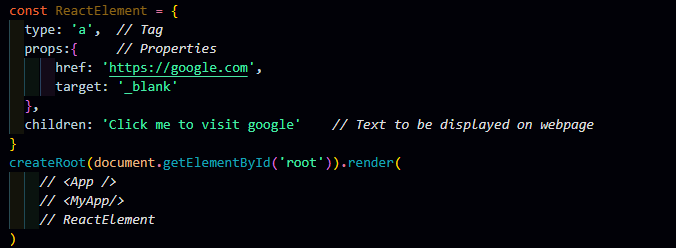 const ReactElement = {
type: 'a',  // Tag
props:{     // Properties
href: 'https://google.com',
target: '_blank'
},
children: 'Click me to visit google'    // Text to be displayed on webpage
}
createRoot(document.getElementById('root')).render(
// <App />
// <MyApp/>
// ReactElement
)